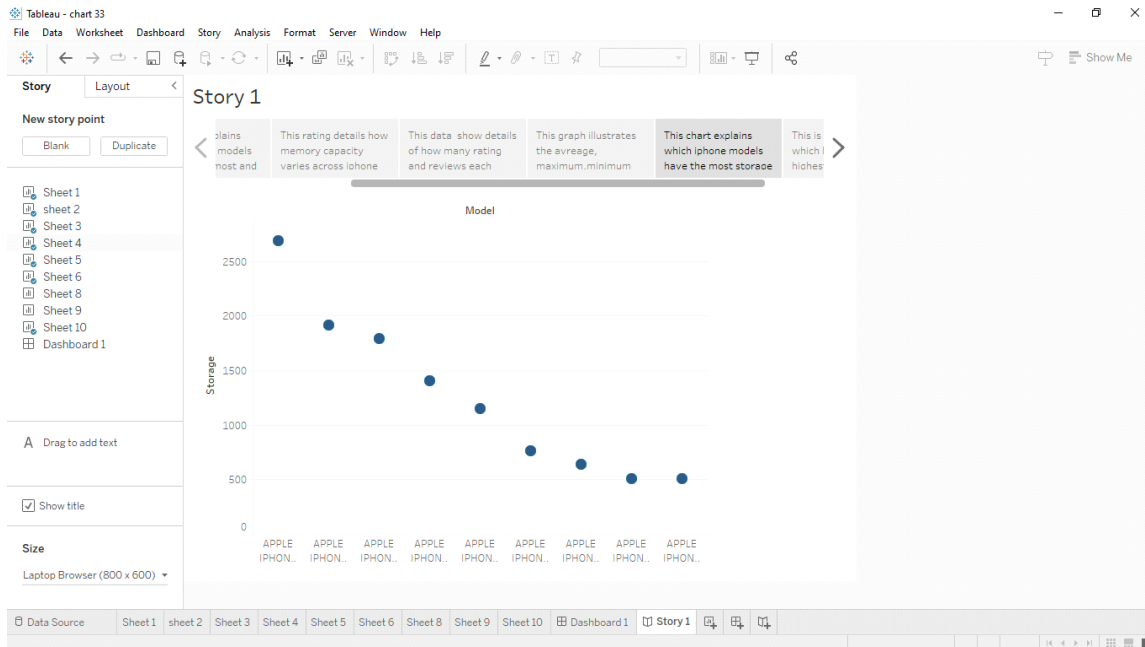 Tableau - chart 33
File Data Worksheet Dashboard Story Analysis Format Server Window Help
Show Me
Story Layout
New story point
Blank Duplicate
Sheet 1
sheet 2
Sheet 3
Sheet 4
Sheet 5
Sheet 6
Sheet 8
Sheet 9
Sheet 10
Dashboard 1
A Drag to add text
Show title
Size
Laptop Browser (800 x 600)
Story 1
models
most and
This rating details how
memory capacity
varies across iphone
This data show details
of how many rating
and reviews each
This graph illustrates
the avreage,
maximum.minimum
This chart explains
which iphone models
have the most storage
This is
which
Model
Storage
2500
2000
1500
1000
500
0
APPLE APPLE APPLE APPLE APPLE APPLE APPLE APPLE APPLE
IPHON.. IPHON.. IPHON.. IPHON.. IPHON.. IPHON.. IPHON.. IPHON.. IPHON..
Data Source Sheet 1 sheet 2 Sheet 3 Sheet 4 Sheet 5 Sheet 6 Sheet 8 Sheet 9 Sheet 10 Dashboard 1 Story 1